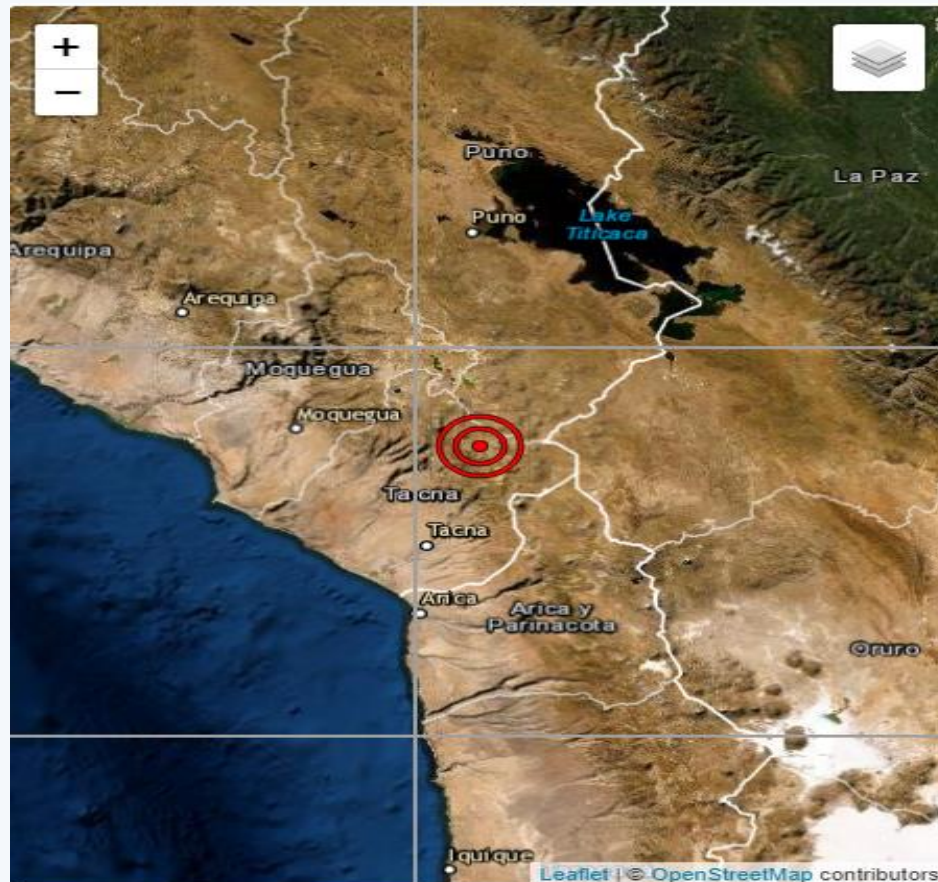 +
−
Puno
La Paz
Puno
Lake
Titicaca
Arequipa
Arequipa
Moquegua
Moquegua
Tacna
Tacna
Arica
Arica y
Parinacota
Oruro
Iquique
Leaflet | © OpenStreetMap contributors